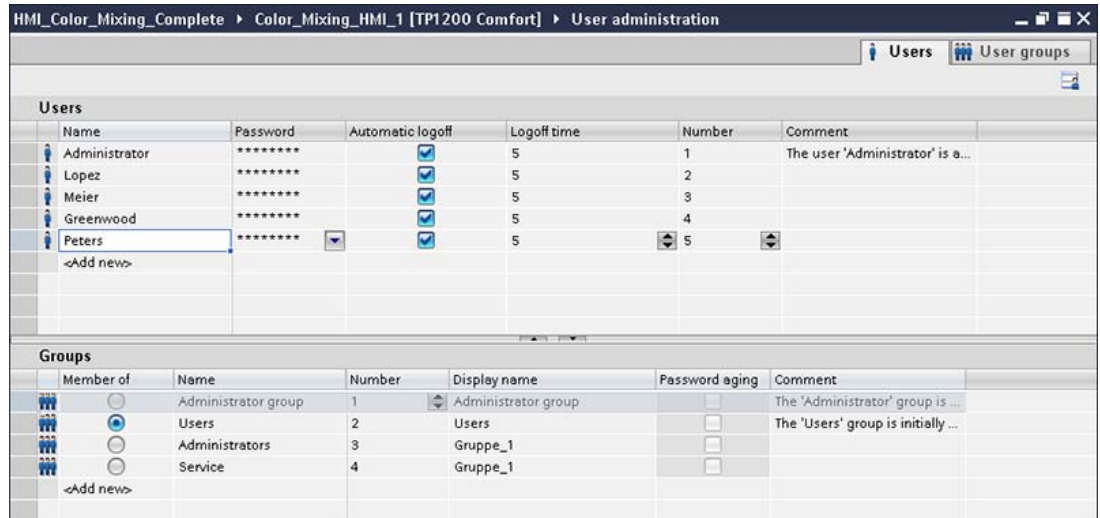 HMI_Color_Mixing_Complete ▸ Color_Mixing_HMI_1 [TP1200 Comfort] ▸ User administration
Users User groups
Users
Name Password Automatic logoff Logoff time Number Comment
Administrator ******** 5 1 The user 'Administrator' is a...
Lopez ******** 5 2
Meier ******** 5 3
Greenwood ******** 5 4
Peters ******** 5 5
<Add new>
Groups
Member of Name Number Display name Password aging Comment
Administrator group 1 Administrator group The 'Administrator' group is ...
Users 2 Users The 'Users' group is initially ...
Administrators 3 Gruppe_1
Service 4 Gruppe_1
<Add new>